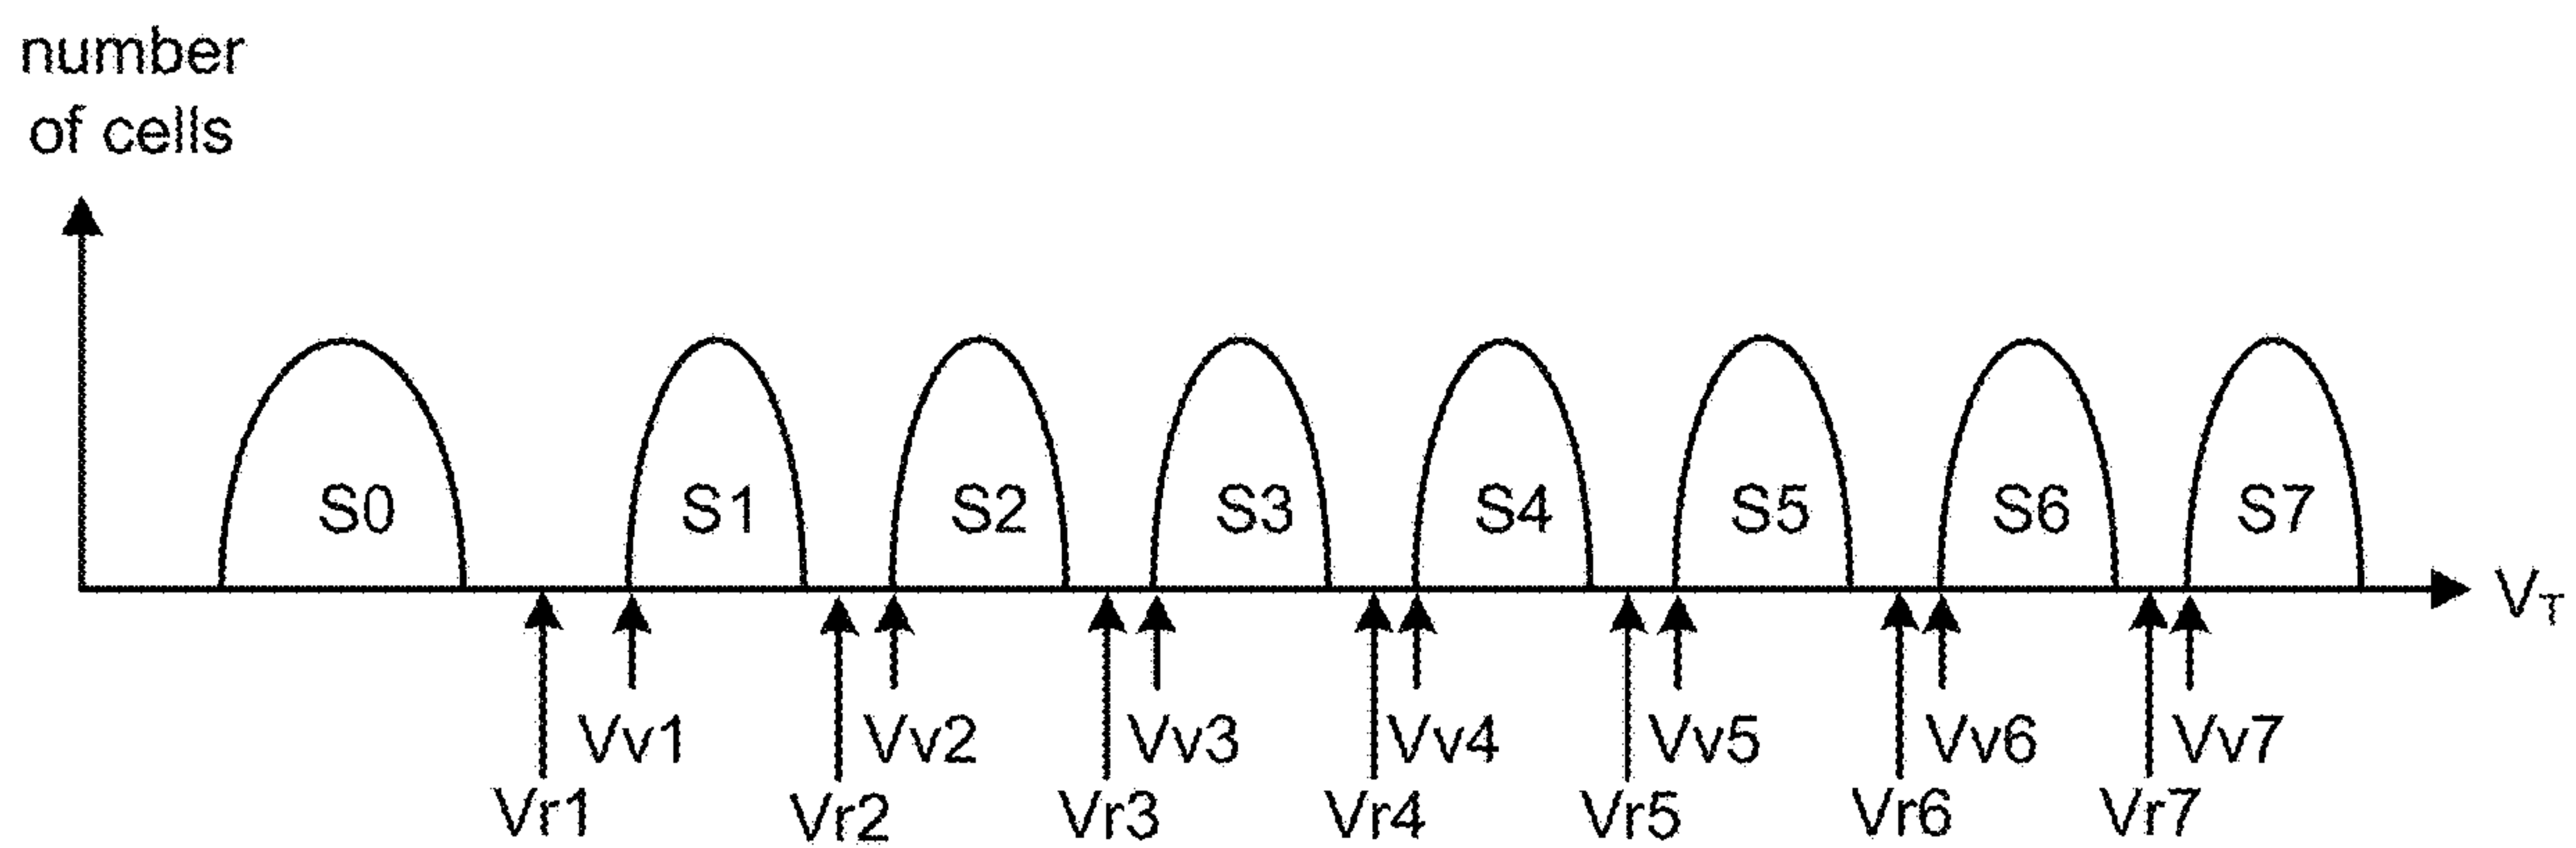 number
of cells
S0 S1 S2 S3 S4 S5 S6 S7
V_T
Vv1 Vv2 Vv3 Vv4 Vv5 Vv6 Vv7
Vr1 Vr2 Vr3 Vr4 Vr5 Vr6 Vr7